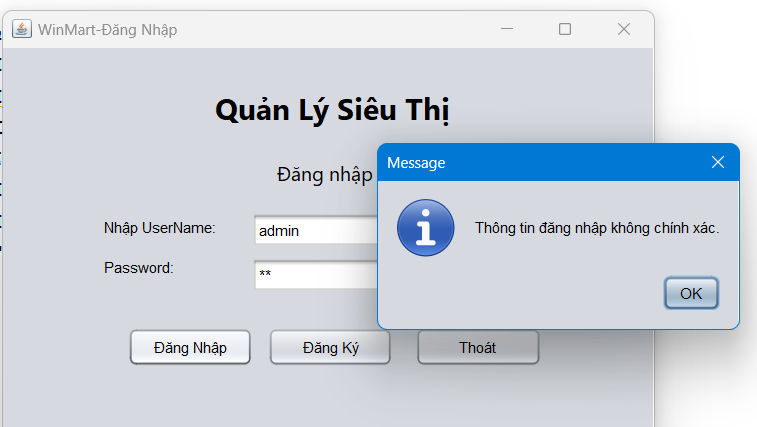 WinMart-Đăng Nhập
Quản Lý Siêu Thị
Đăng nhập
Message
Thông tin đăng nhập không chính xác.
OK
Nhập UserName: admin
Password: **
Đăng Nhập Đăng Ký Thoát